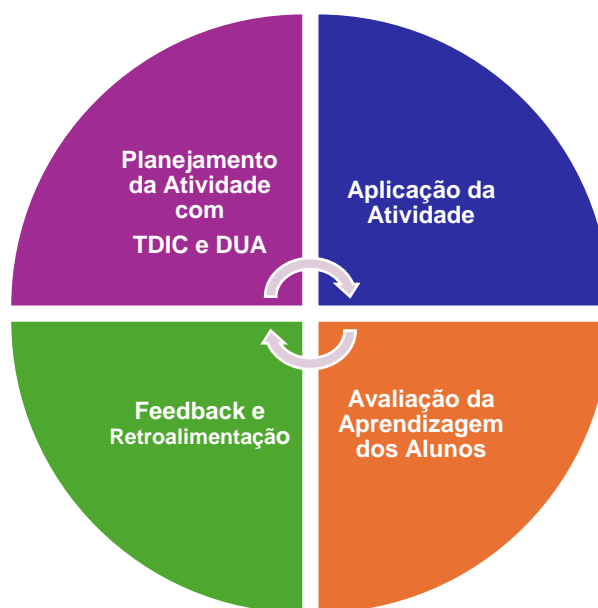 Planejamento
da Atividade
com
TDIC e DUA
Aplicação da
Atividade
Avaliação da
Aprendizagem
dos Alunos
Feedback e
Retroalimentação